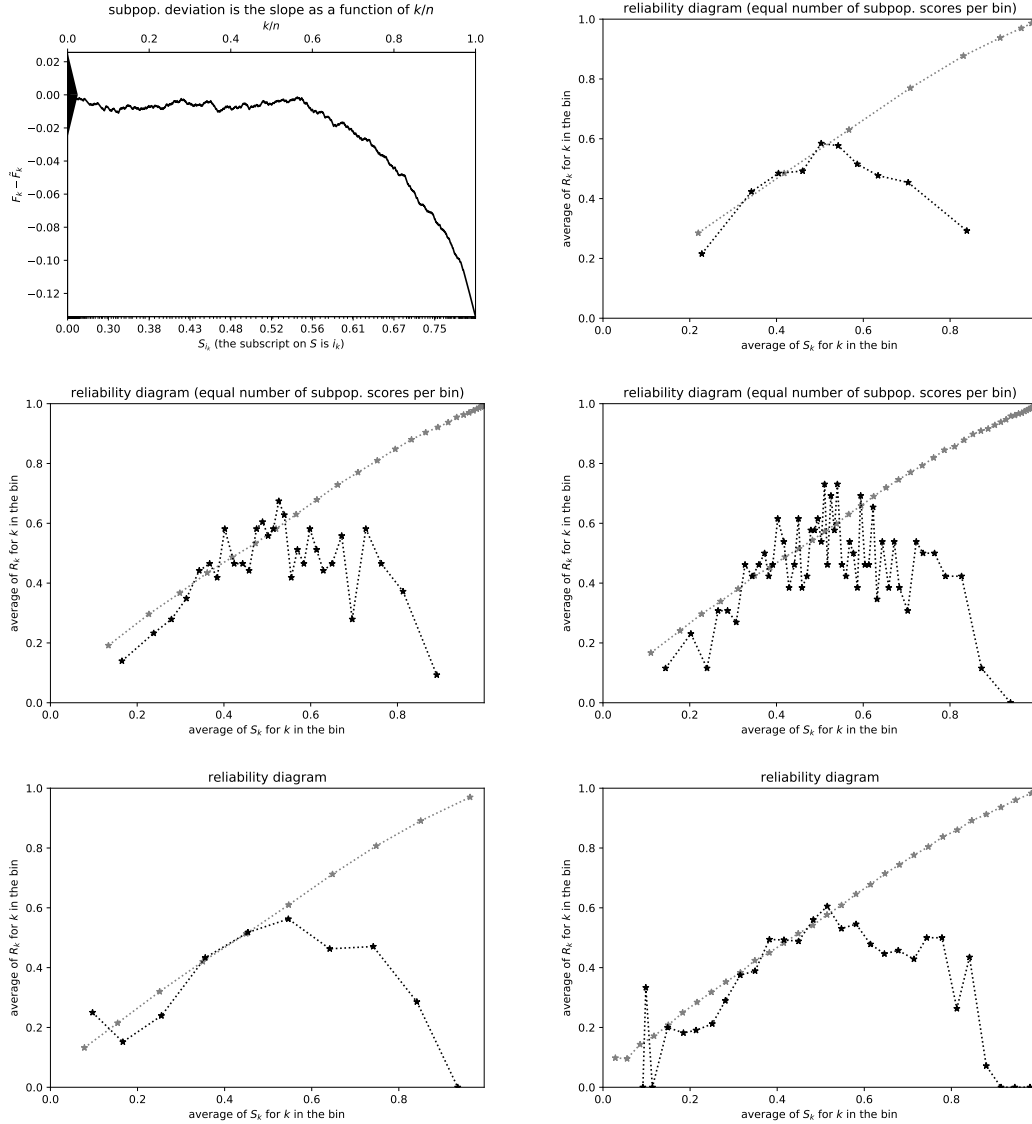 subpop. deviation is the slope as a function of k/n
k/n
0.0 0.2 0.4 0.6 0.8 1.0
0.02
0.00
−0.02
−0.04
−0.06
−0.08
−0.10
−0.12
F_k − F̃_k
0.00 0.30 0.38 0.43 0.48 0.52 0.56 0.61 0.67 0.75
S_{i_k} (the subscript on S is i_k)
reliability diagram (equal number of subpop. scores per bin)
1.0
0.8
0.6
0.4
0.2
0.0
average of R_k for k in the bin
0.0 0.2 0.4 0.6 0.8
average of S_k for k in the bin
reliability diagram (equal number of subpop. scores per bin)
1.0
0.8
0.6
0.4
0.2
0.0
average of R_k for k in the bin
0.0 0.2 0.4 0.6 0.8
average of S_k for k in the bin
reliability diagram (equal number of subpop. scores per bin)
1.0
0.8
0.6
0.4
0.2
0.0
average of R_k for k in the bin
0.0 0.2 0.4 0.6 0.8
average of S_k for k in the bin
reliability diagram
1.0
0.8
0.6
0.4
0.2
0.0
average of R_k for k in the bin
0.0 0.2 0.4 0.6 0.8
average of S_k for k in the bin
reliability diagram
1.0
0.8
0.6
0.4
0.2
0.0
average of R_k for k in the bin
0.0 0.2 0.4 0.6 0.8
average of S_k for k in the bin